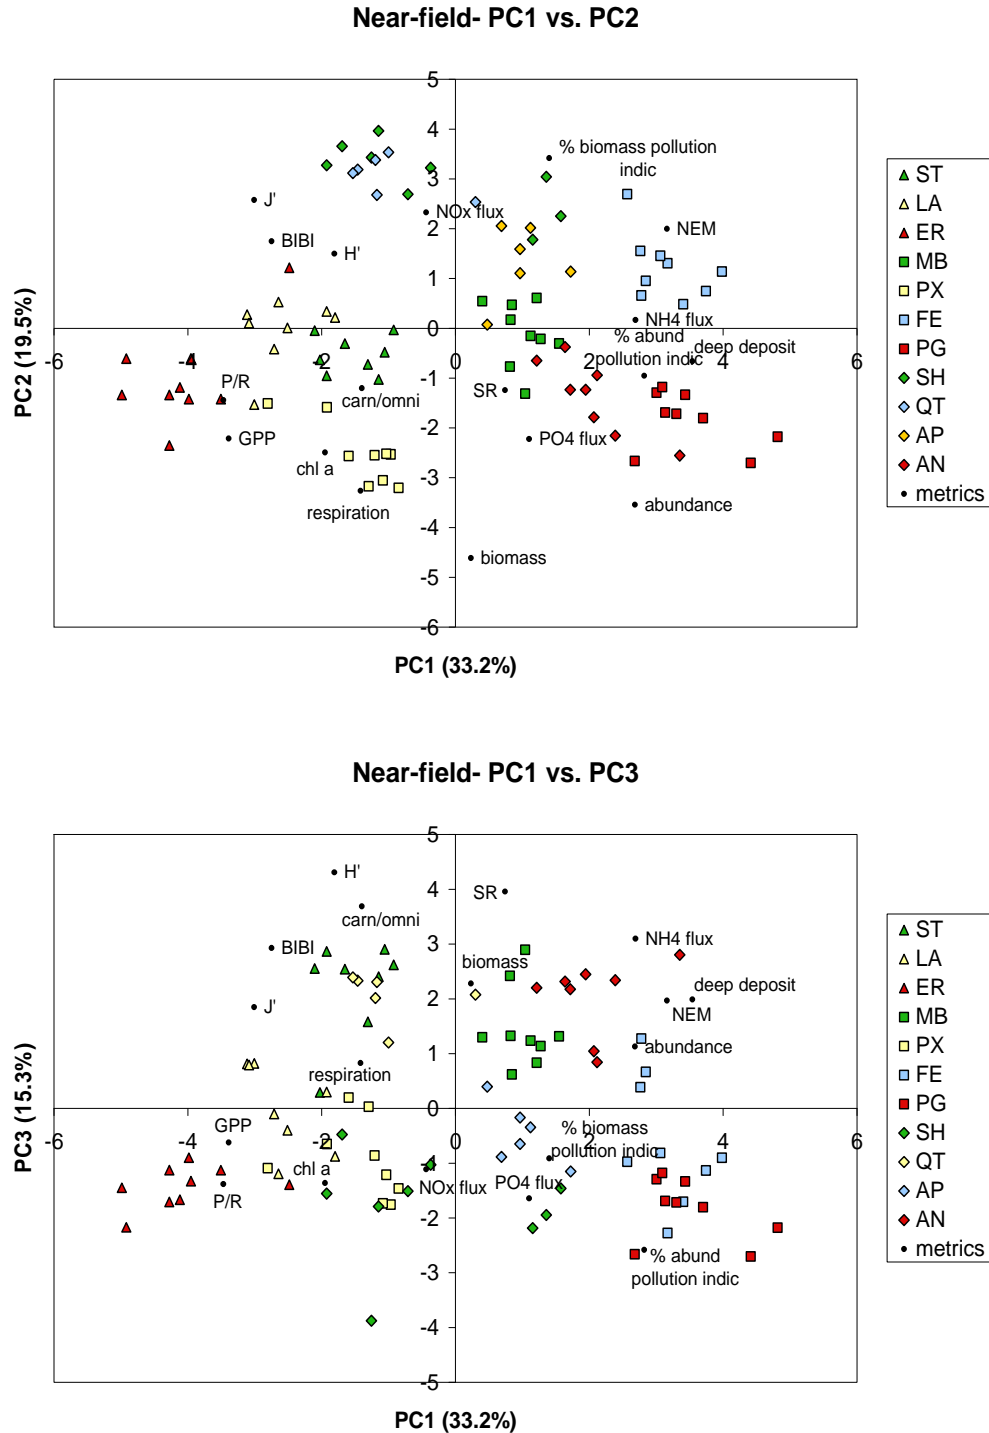 Near-field- PC1 vs. PC2
5
4
% biomass pollution
indic
3
J'
NOx flux
2
NEM
BIBI
H'
1
NH4 flux
0
-6
-4
-2
0
2
4
6
% abund
pollution indic
deep deposit
P/R
-1
SR
carn/omni
GPP
-2
PO4 flux
chl a
-3
respiration
abundance
-4
biomass
-5
-6
PC2 (19.5%)
PC1 (33.2%)
ST
LA
ER
MB
PX
FE
PG
SH
QT
AP
AN
metrics
Near-field- PC1 vs. PC3
5
H'
4
SR
carn/omni
3
BIBI
NH4 flux
biomass
2
deep deposit
J'
NEM
1
abundance
respiration
0
-6
-4
-2
0
2
4
6
GPP
% biomass
pollution indic
-1
chl a
P/R
NOx flux
PO4 flux
-2
% abund
pollution indic
-3
-4
-5
PC3 (15.3%)
PC1 (33.2%)
ST
LA
ER
MB
PX
FE
PG
SH
QT
AP
AN
metrics